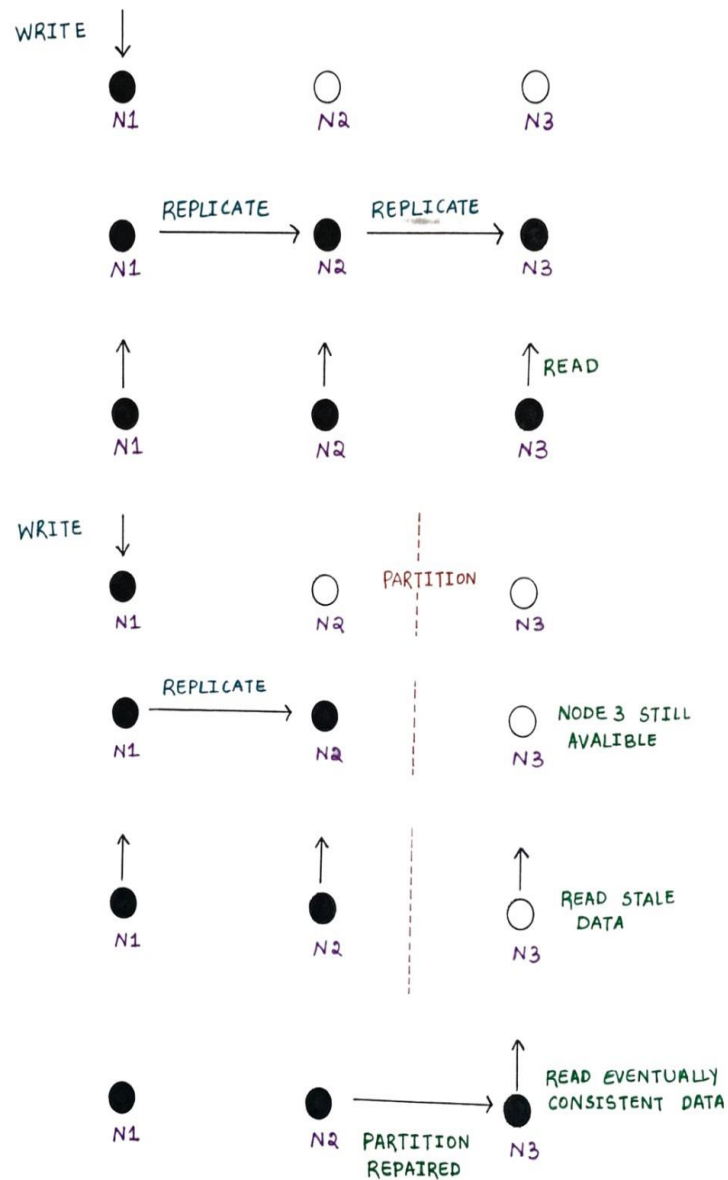 WRITE
N1 N2 N3
REPLICATE REPLICATE
N1 N2 N3
READ
N1 N2 N3
WRITE
PARTITION
N1 N2 N3
REPLICATE
NODE 3 STILL
AVALIBLE
N1 N2 N3
READ STALE
DATA
N1 N2 N3
READ EVENTUALLY
CONSISTENT DATA
N1 N2 N3
PARTITION
REPAIRED